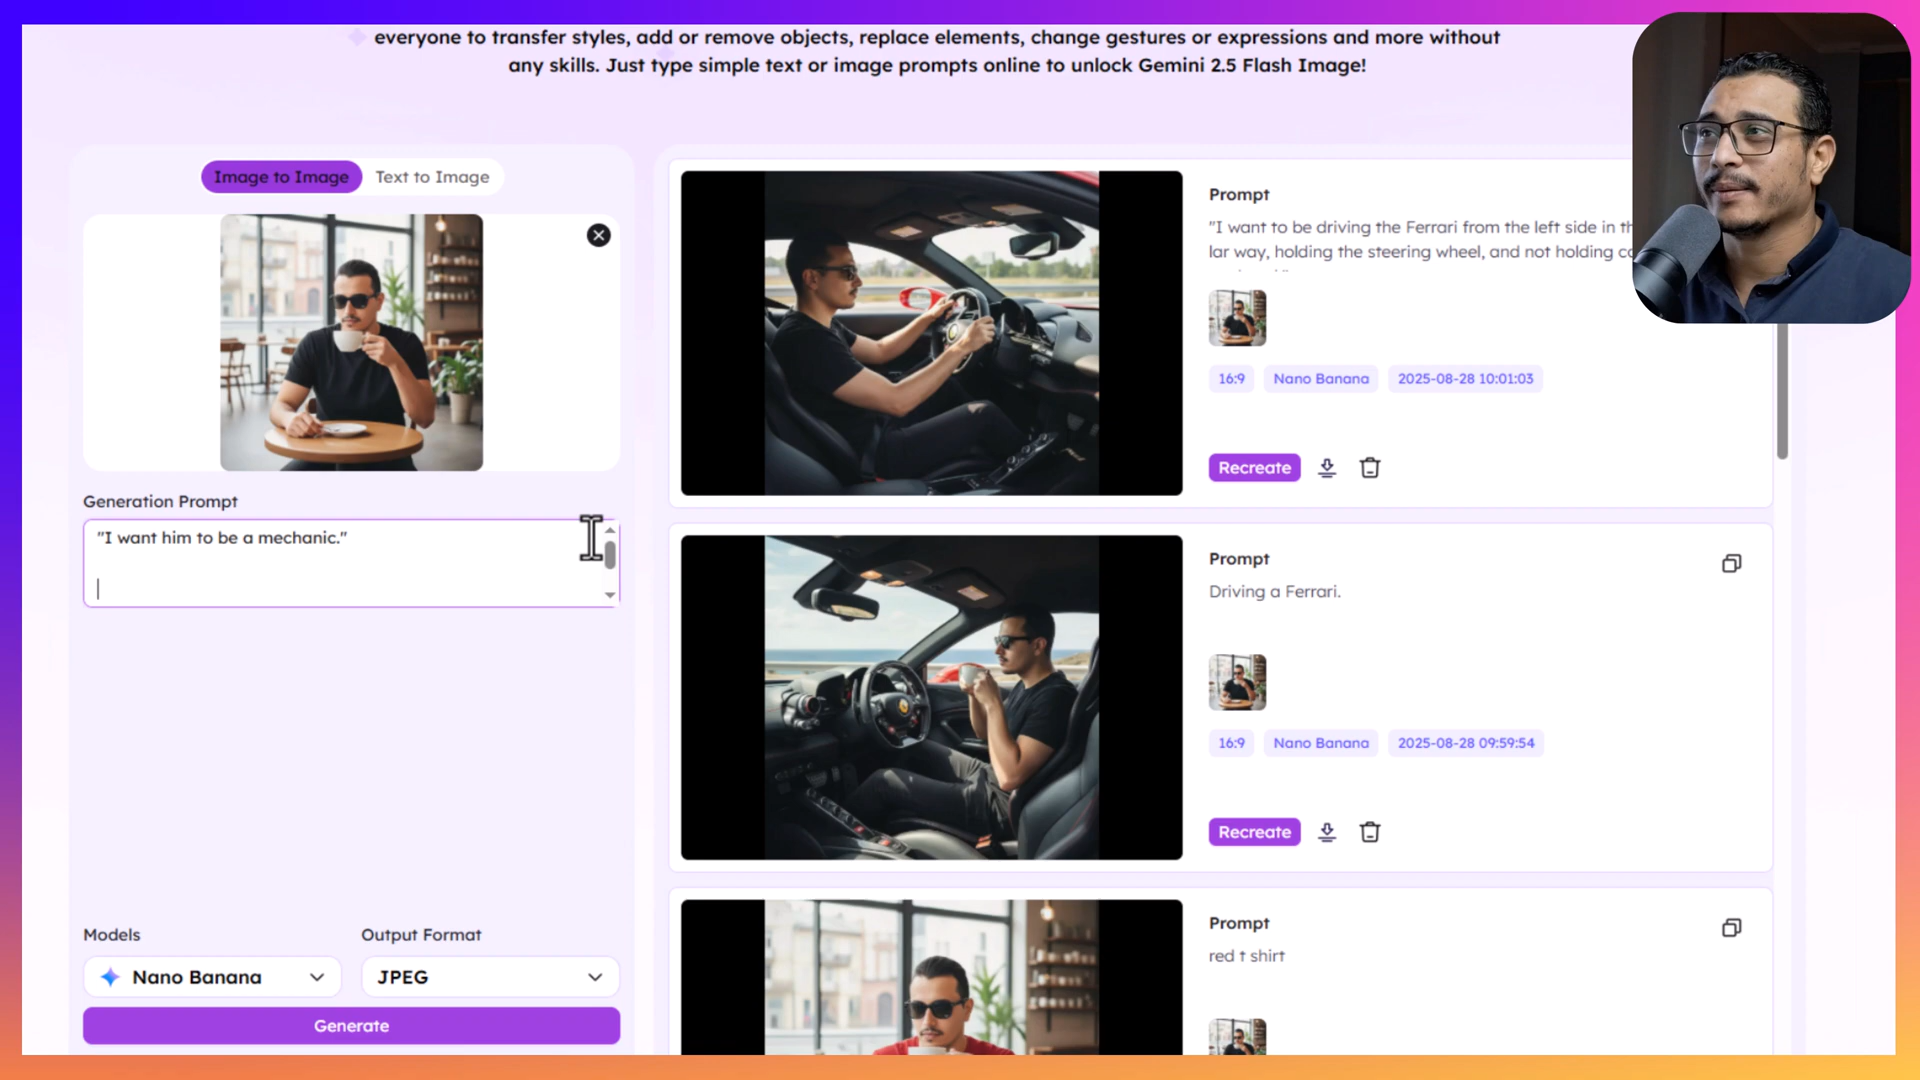 everyone to transfer styles, add or remove objects, replace elements, change gestures or expressions and more without
any skills. Just type simple text or image prompts online to unlock Gemini 2.5 Flash Image!
Image to Image
Text to Image
Generation Prompt
"I want him to be a mechanic."
Models
Output Format
Nano Banana
JPEG
Generate
Prompt
"I want to be driving the Ferrari from the left side in th
lar way, holding the steering wheel, and not holding co
16:9
Nano Banana
2025-08-28 10:01:03
Recreate
Prompt
Driving a Ferrari.
16:9
Nano Banana
2025-08-28 09:59:54
Recreate
Prompt
red t shirt